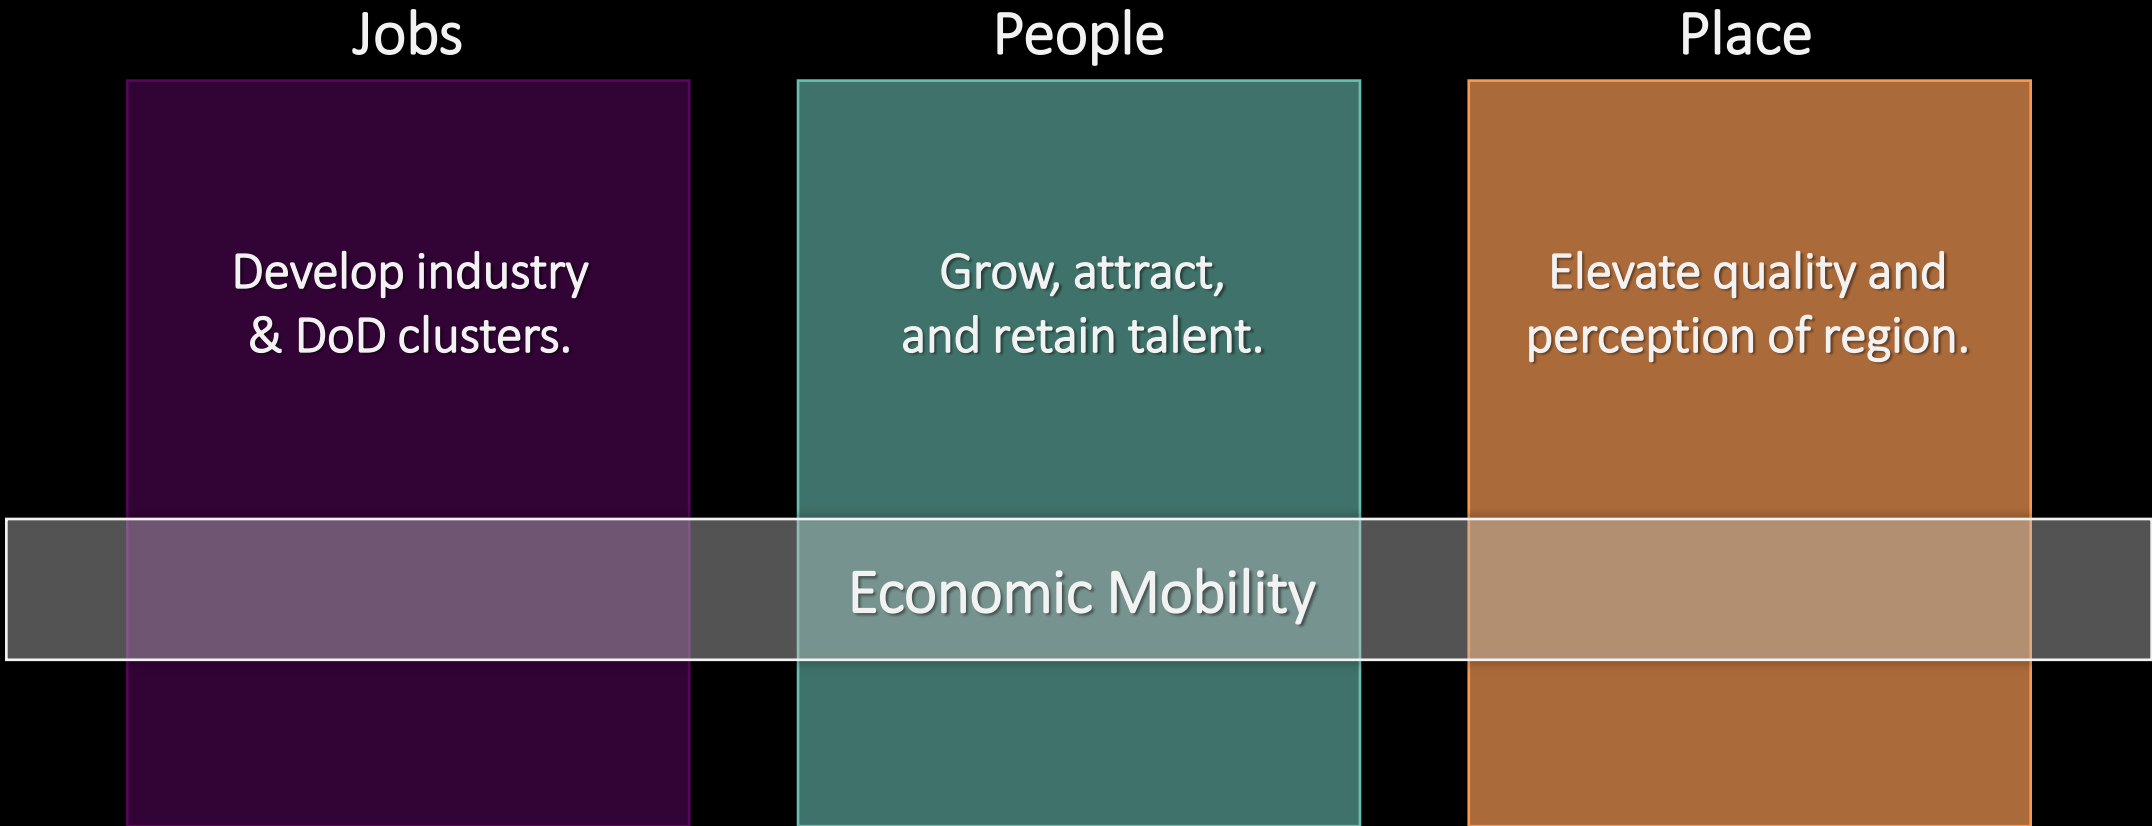 Jobs
Develop industry
& DoD clusters.
People
Grow, attract,
and retain talent.
Place
Elevate quality and
perception of region.
Economic Mobility